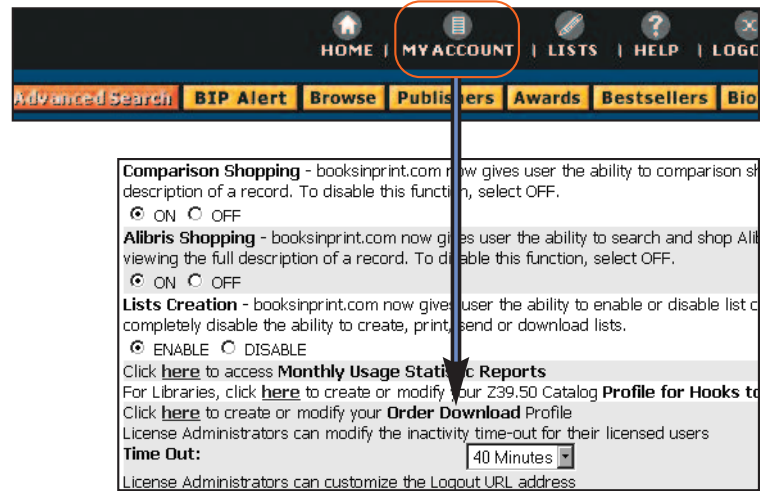 HOME | MY ACCOUNT | LISTS | HELP |
Advanced Search BIP Alert Browse Publishers Awards Bestsellers
Comparison Shopping - booksinprint.com now gives user the ability to comparison
description of a record. To disable this function, select OFF.
ON OFF
Alibris Shopping - booksinprint.com now gives user the ability to search and shop
viewing the full description of a record. To disable this function, select OFF.
ON OFF
Lists Creation - booksinprint.com now gives user the ability to enable or disable list
completely disable the ability to create, print, send or download lists.
ENABLE DISABLE
Click here to access Monthly Usage Statistic Reports
For Libraries, click here to create or modify your Z39.50 Catalog Profile for Hooks to
Click here to create or modify your Order Download Profile
License Administrators can modify the inactivity time-out for their licensed users
Time Out: 40 Minutes
License Administrators can customize the Logout URL address